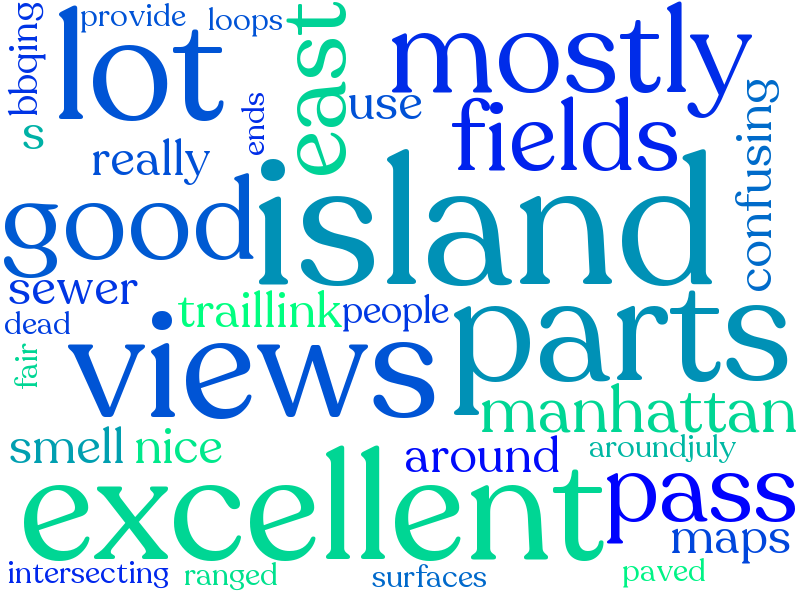 bbqing
provide
loops
lot
east
mostly
s
ends
use
fields
really
confusing
good
island
sewer
dead
traillink
people
parts
fair
views
manhattan
smell
nice
around
aroundjuly
excellent
pass
maps
intersecting
ranged
surfaces
paved